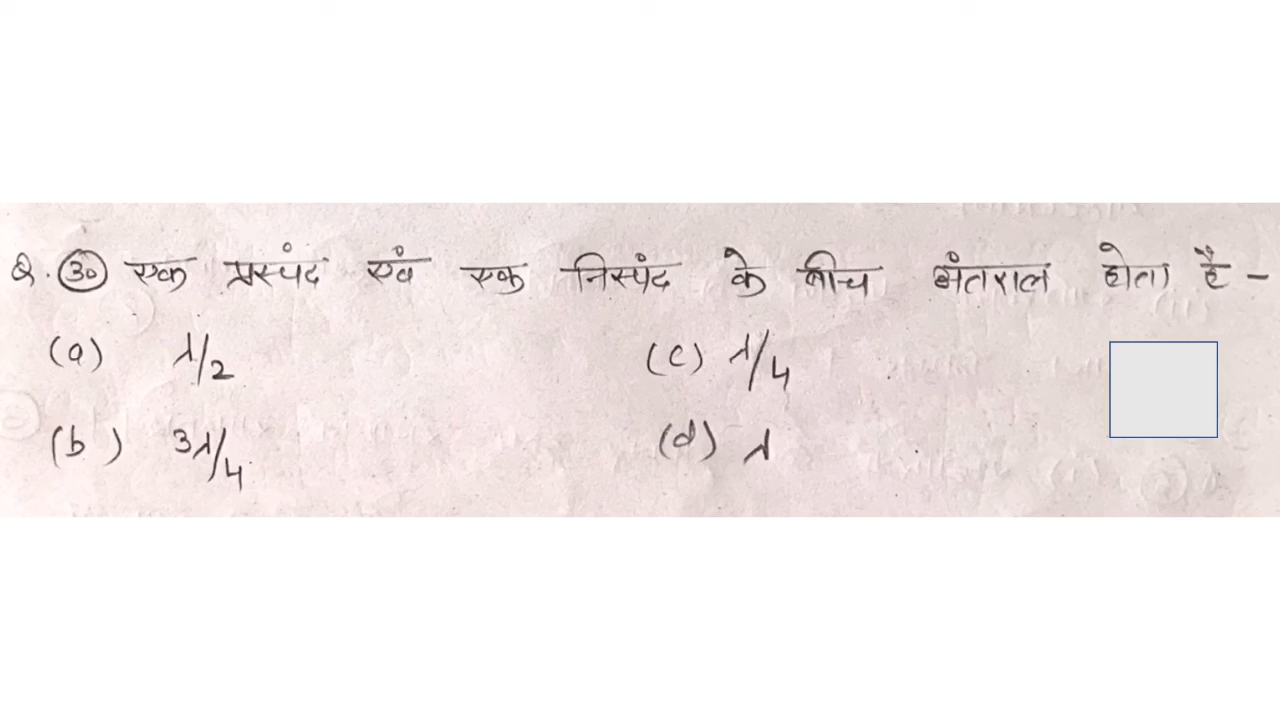 Q. 30 एक प्रस्पंद एवं एक निस्पंद के बीच अंतराल होता है -
(a) λ/2 (c) λ/4
(b) 3λ/4 (d) λ